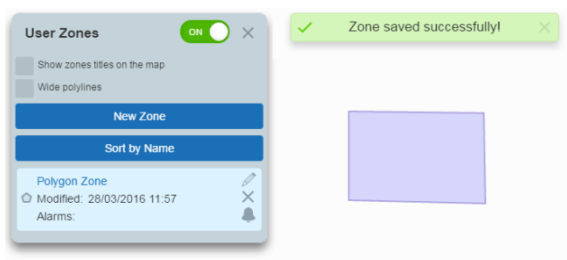 User Zones
ON
Zone saved successfully!
Show zones titles on the map
Wide polylines
New Zone
Sort by Name
Polygon Zone
Modified: 28/03/2016 11:57
Alarms: